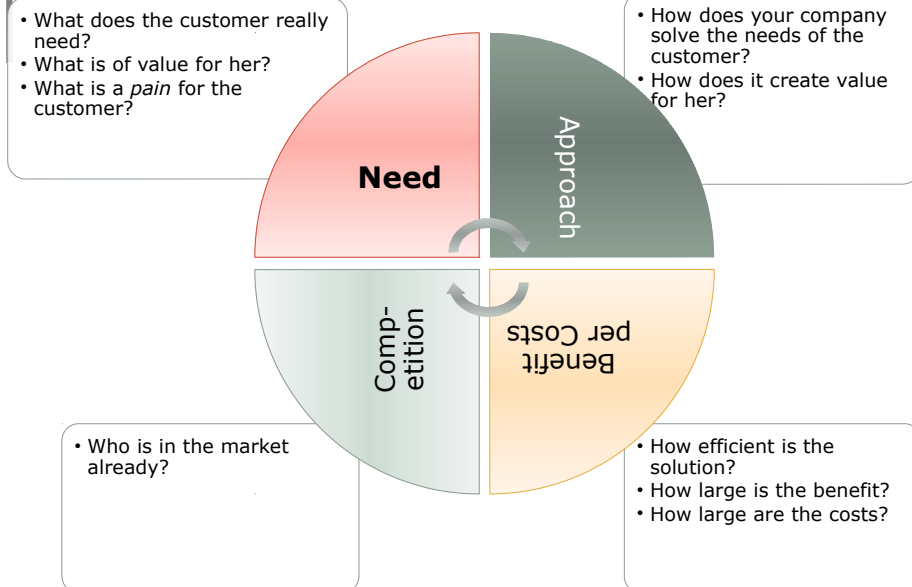 • What does the customer really
need?
• What is of value for her?
• What is a pain for the
customer?
• How does your company
solve the needs of the
customer?
• How does it create value
for her?
Need
Approach
Comp-
etition
Benefit
per Costs
• Who is in the market
already?
• How efficient is the
solution?
• How large is the benefit?
• How large are the costs?